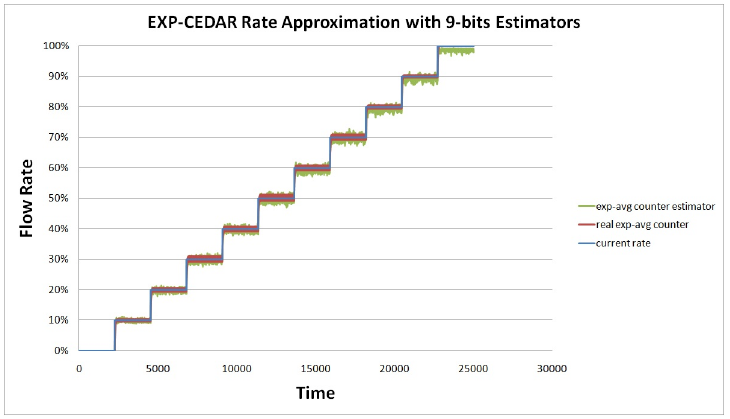 EXP-CEDAR Rate Approximation with 9-bits Estimators
100%
90%
80%
70%
60%
50%
40%
30%
20%
10%
0%
Flow Rate
0 5000 10000 15000 20000 25000 30000
Time
exp-avg counter estimator
real exp-avg counter
current rate